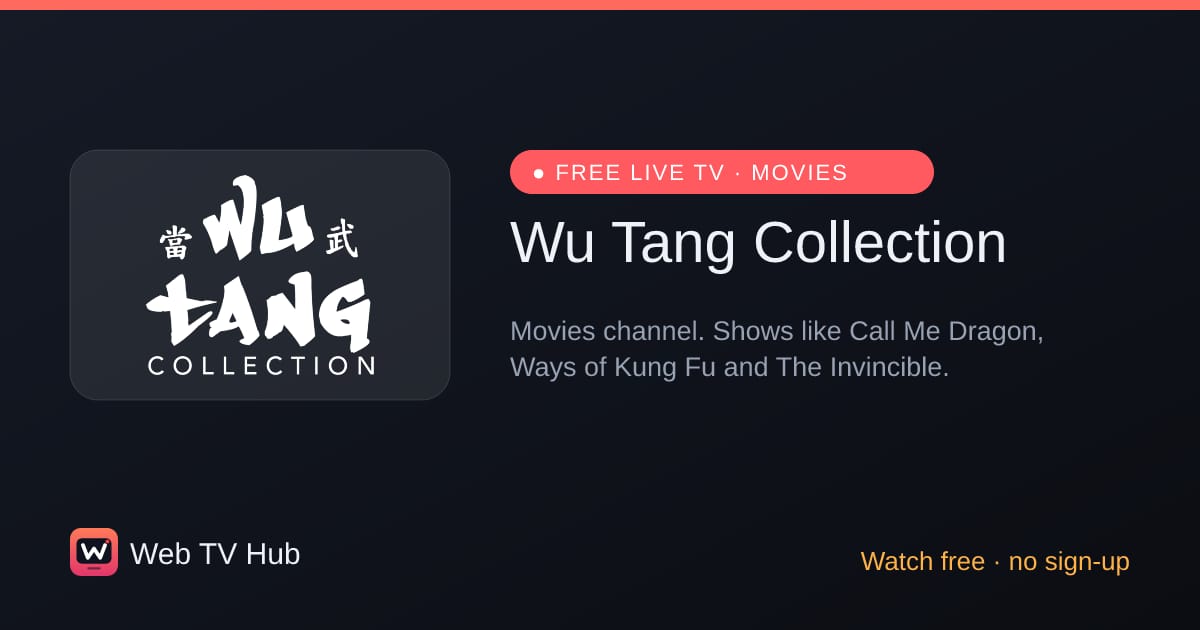 WU
當 武
TANG
COLLECTION
• FREE LIVE TV · MOVIES
Wu Tang Collection
Movies channel. Shows like Call Me Dragon,
Ways of Kung Fu and The Invincible.
W Web TV Hub
Watch free · no sign-up